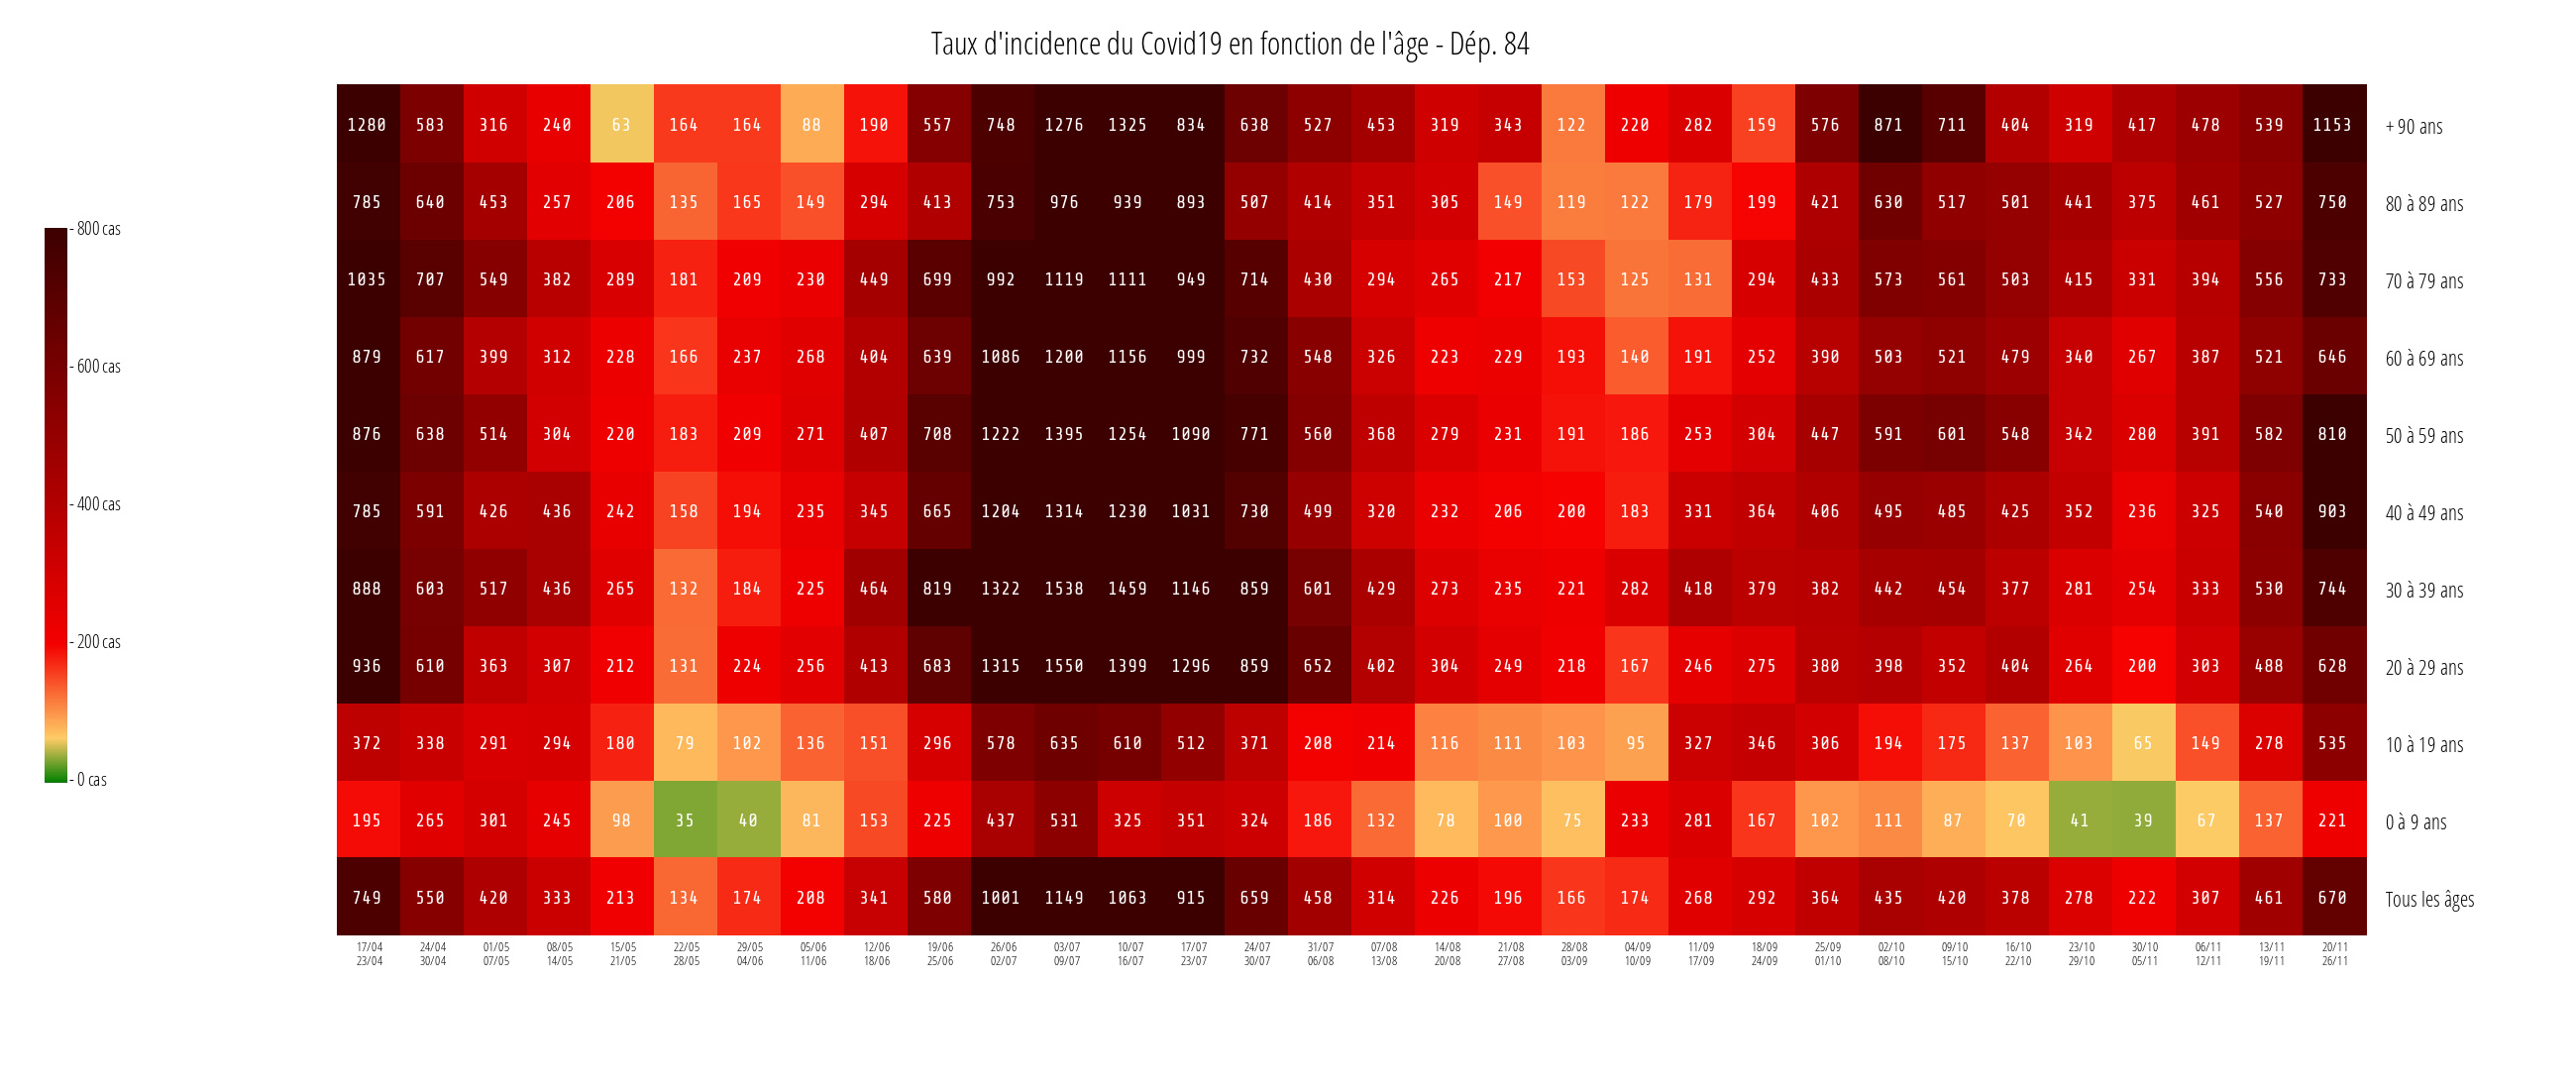 Taux d'incidence du Covid19 en fonction de l'âge - Dép. 84
1280 583 316 240 63 164 164 88 190 557 748 1276 1325 834 638 527 453 319 343 122 220 282 159 576 871 711 404 319 417 478 539 1153 + 90 ans
785 640 453 257 206 135 165 149 294 413 753 976 939 893 507 414 351 305 149 119 122 179 199 421 630 517 501 441 375 461 527 750 80 à 89 ans
- 800 cas
1035 707 549 382 289 181 209 230 449 699 992 1119 1111 949 714 430 294 265 217 153 125 131 294 433 573 561 503 415 331 394 556 733 70 à 79 ans
879 617 399 312 228 166 237 268 404 639 1086 1200 1156 999 732 548 326 223 229 193 140 191 252 390 503 521 479 340 267 387 521 646 60 à 69 ans
- 600 cas
876 638 514 304 220 183 209 271 407 708 1222 1395 1254 1090 771 560 368 279 231 191 186 253 304 447 591 601 548 342 280 391 582 810 50 à 59 ans
- 400 cas
785 591 426 436 242 158 194 235 345 665 1204 1314 1230 1031 730 499 320 232 206 200 183 331 364 406 495 485 425 352 236 325 540 903 40 à 49 ans
888 603 517 436 265 132 184 225 464 819 1322 1538 1459 1146 859 601 429 273 235 221 282 418 379 382 442 454 377 281 254 333 530 744 30 à 39 ans
- 200 cas
936 610 363 307 212 131 224 256 413 683 1315 1550 1399 1296 859 652 402 304 249 218 167 246 275 380 398 352 404 264 200 303 488 628 20 à 29 ans
372 338 291 294 180 79 102 136 151 296 578 635 610 512 371 208 214 116 111 103 95 327 346 306 194 175 137 103 65 149 278 535 10 à 19 ans
- 0 cas
195 265 301 245 98 35 40 81 153 225 437 531 325 351 324 186 132 78 100 75 233 281 167 102 111 87 70 41 39 67 137 221 0 à 9 ans
749 550 420 333 213 134 174 208 341 580 1001 1149 1063 915 659 458 314 226 196 166 174 268 292 364 435 420 378 278 222 307 461 670 Tous les âges
17/04 24/04 01/05 08/05 15/05 22/05 29/05 05/06 12/06 19/06 26/06 03/07 10/07 17/07 24/07 31/07 07/08 14/08 21/08 28/08 04/09 11/09 18/09 25/09 02/10 09/10 16/10 23/10 30/10 06/11 13/11 20/11
23/04 30/04 07/05 14/05 21/05 28/05 04/06 11/06 18/06 25/06 02/07 09/07 16/07 23/07 30/07 06/08 13/08 20/08 27/08 03/09 10/09 17/09 24/09 01/10 08/10 15/10 22/10 29/10 05/11 12/11 19/11 26/11